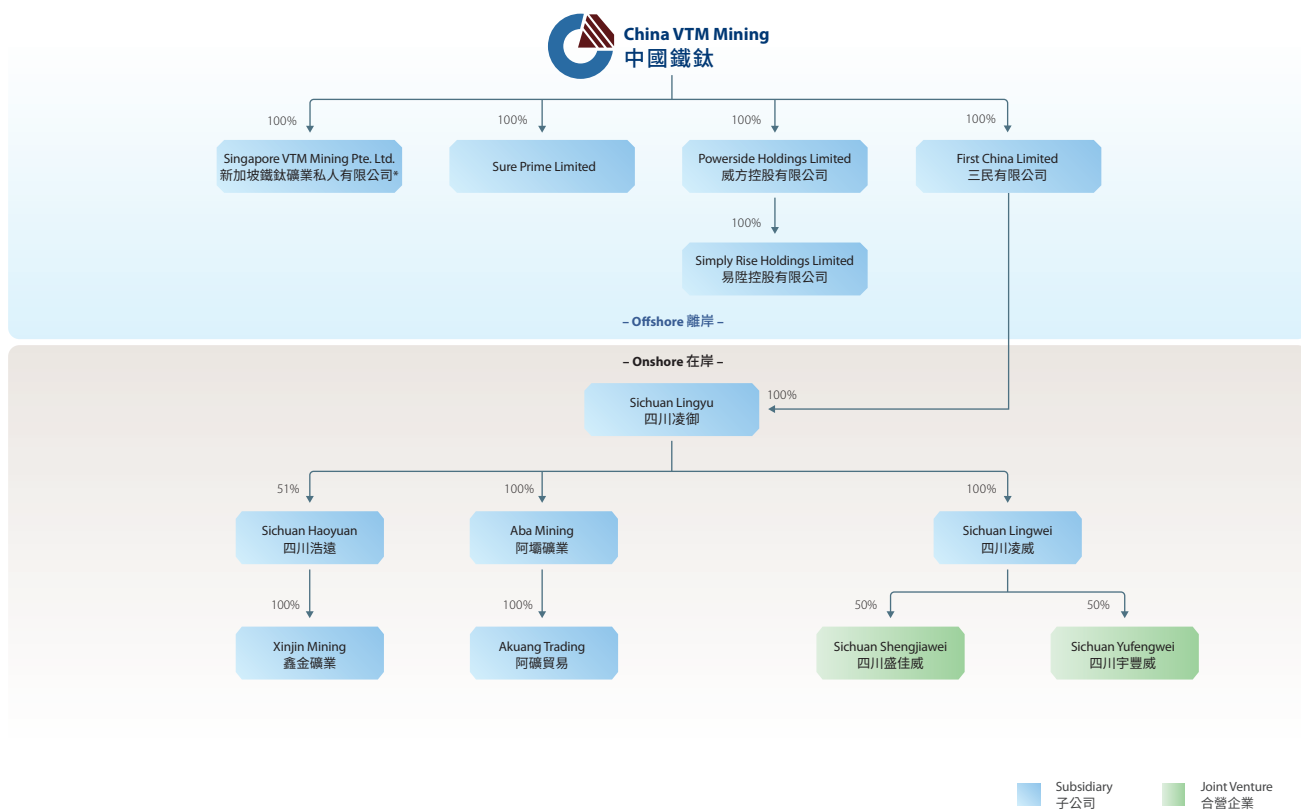 China VTM Mining
中國鐵鈦
100%
100%
100%
100%
Singapore VTM Mining Pte. Ltd.
新加坡鐵鈦礦業私人有限公司*
Sure Prime Limited
Powerside Holdings Limited
威方控股有限公司
First China Limited
三民有限公司
100%
Simply Rise Holdings Limited
易陞控股有限公司
– Offshore 離岸 –
– Onshore 在岸 –
Sichuan Lingyu
四川凌御
100%
51%
100%
100%
Sichuan Haoyuan
四川浩遠
Aba Mining
阿壩礦業
Sichuan Lingwei
四川凌威
100%
100%
50%
50%
Xinjin Mining
鑫金礦業
Akuang Trading
阿礦貿易
Sichuan Shengjiawei
四川盛佳威
Sichuan Yufengwei
四川宇豐威
Subsidiary
子公司
Joint Venture
合營企業